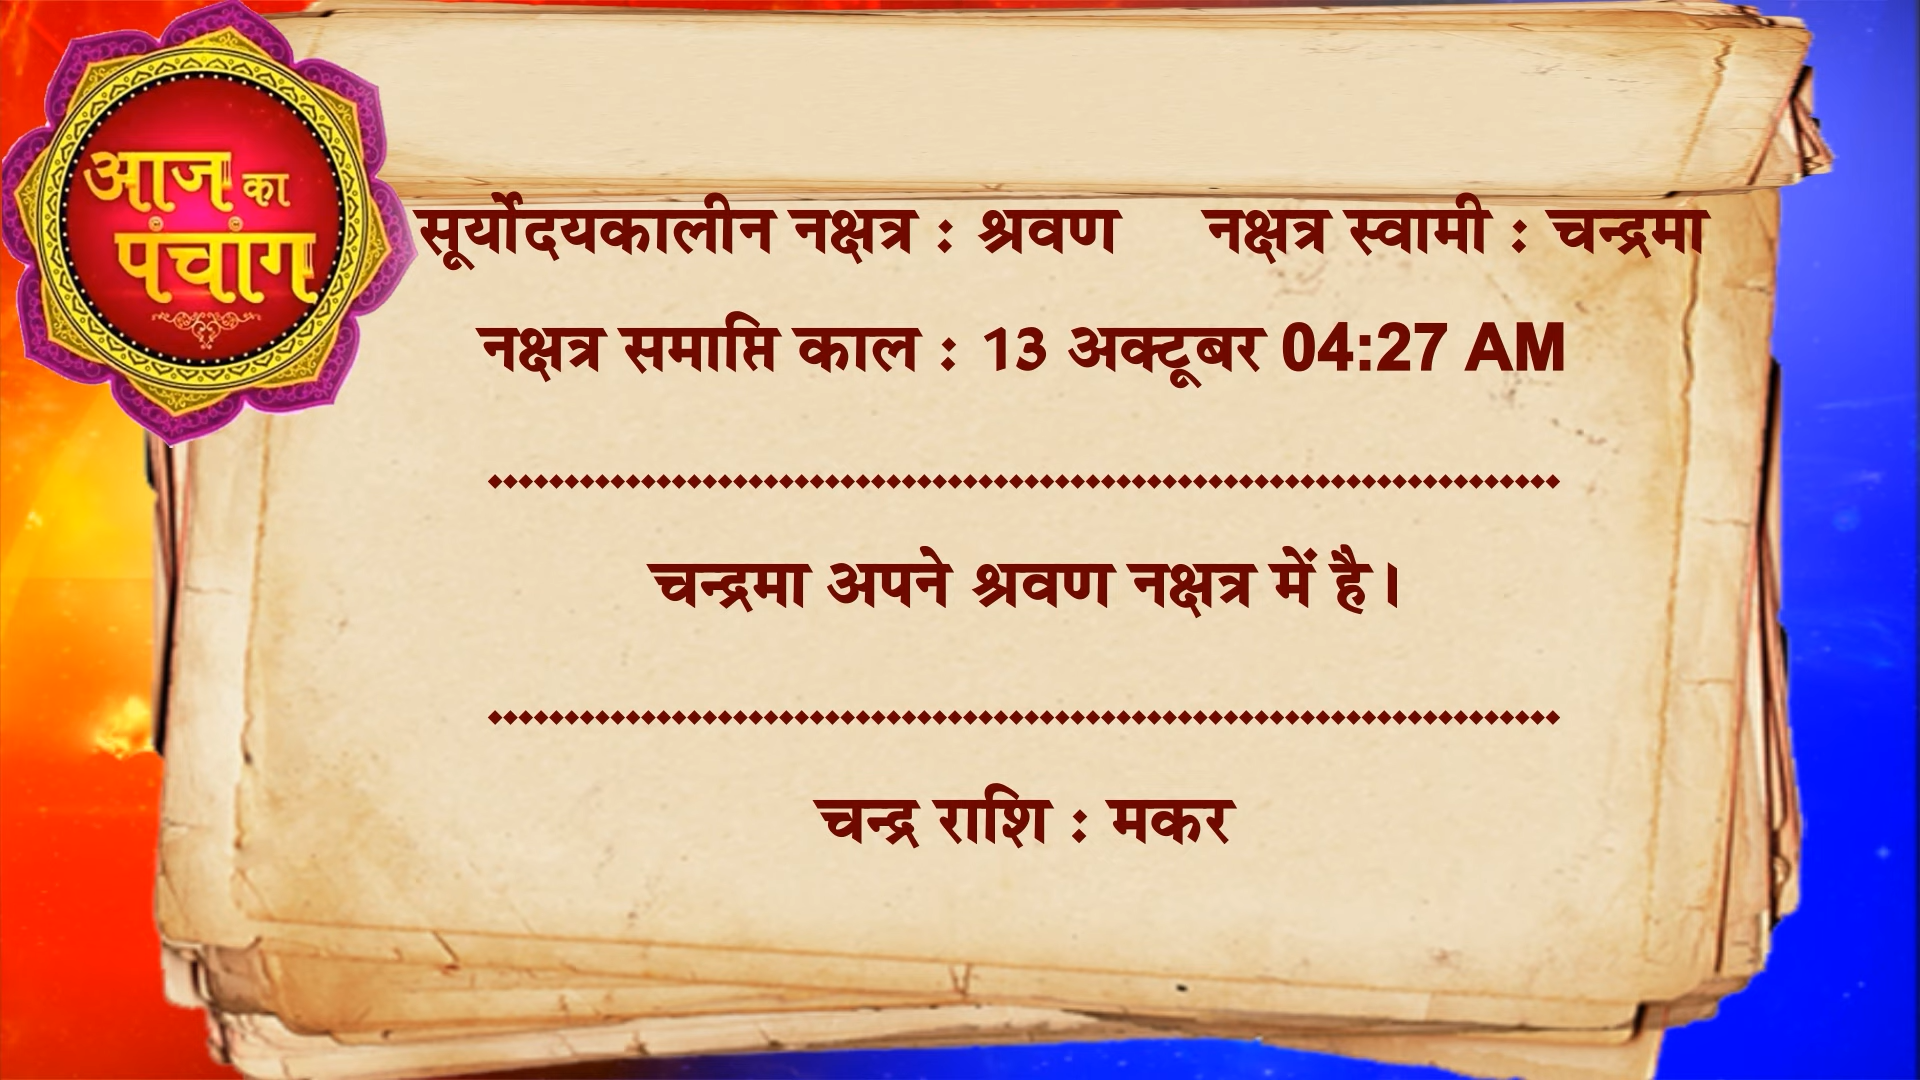 आज का
पंचांग
सूर्योदयकालीन नक्षत्र : श्रवण नक्षत्र स्वामी : चन्द्रमा
नक्षत्र समाप्ति काल : 13 अक्टूबर 04:27 AM
चन्द्रमा अपने श्रवण नक्षत्र में है।
चन्द्र राशि : मकर